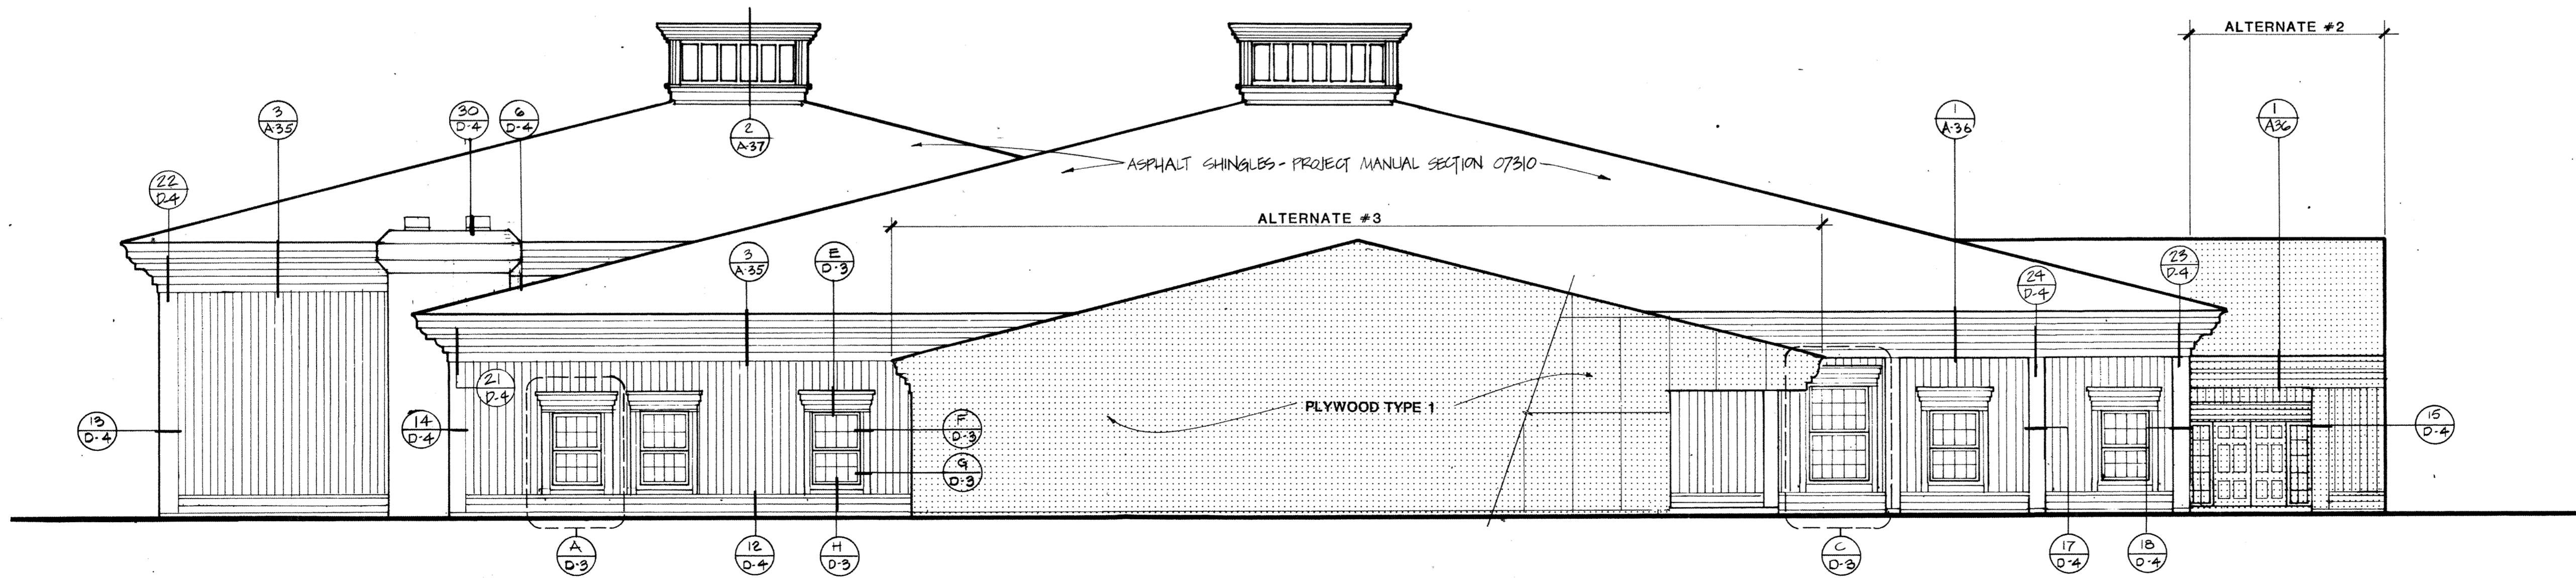 ALTERNATE #2
3
A-35
30
D-4
6
D-4
2
A-37
1
A-36
1
A36
ASPHALT SHINGLES - PROJECT MANUAL SECTION 07310
22
D-4
ALTERNATE #3
3
A-35
E
D-3
24
D-4
23
D-4
21
D-4
PLYWOOD TYPE 1
13
D-4
14
D-4
F
D-3
G
D-3
15
D-4
A
D-3
12
D-4
H
D-3
C
D-3
17
D-4
18
D-4